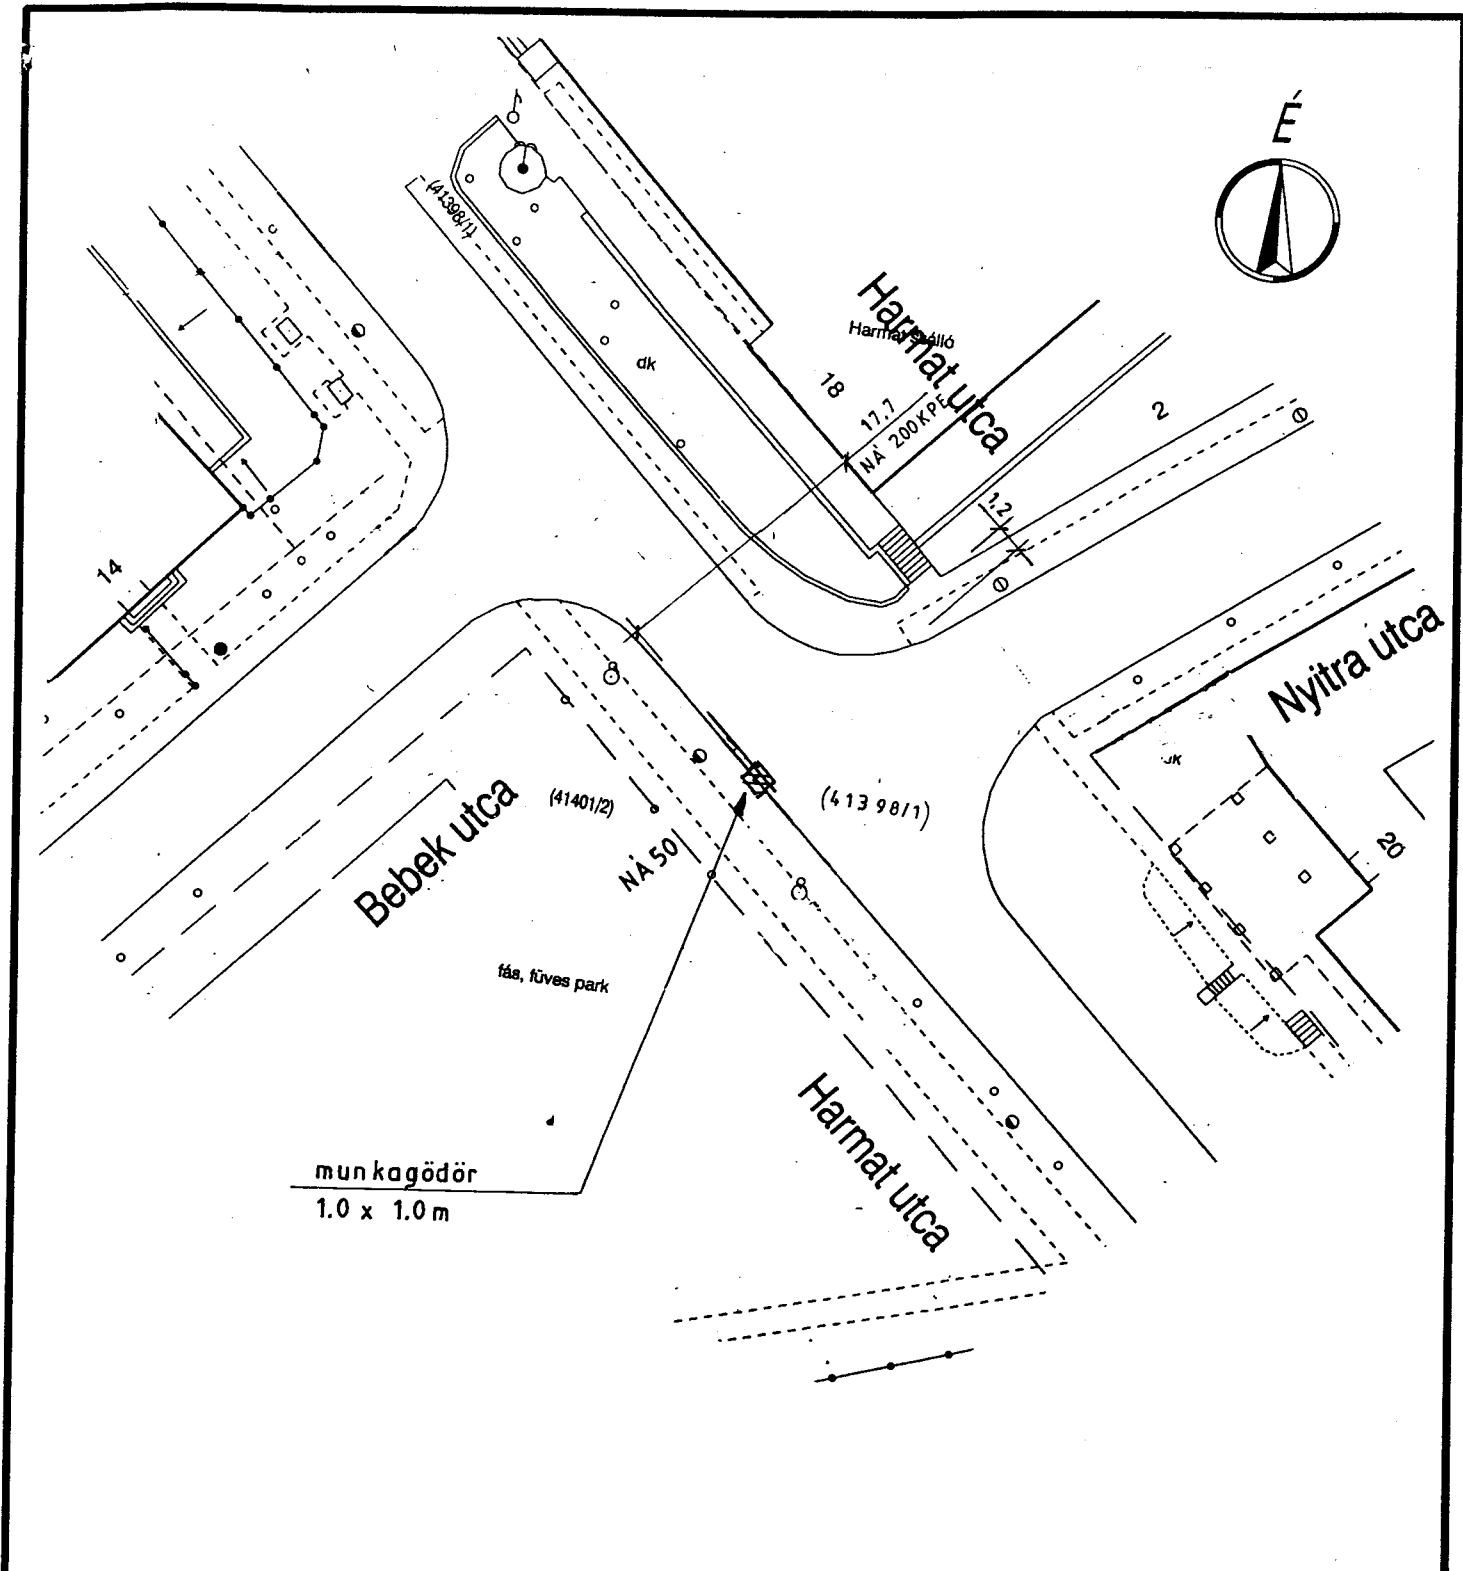 É
(41398/1)
Harmat utca
Harmat szálló
dk
18
17.7
NÁ 200 KPE
2
1,2
14
Nyitra utca
dk
20
(41398/1)
(41401/2)
Bebek utca
NÁ 50
fás, füves park
Harmat utca
munkagödör
1.0 x 1.0 m